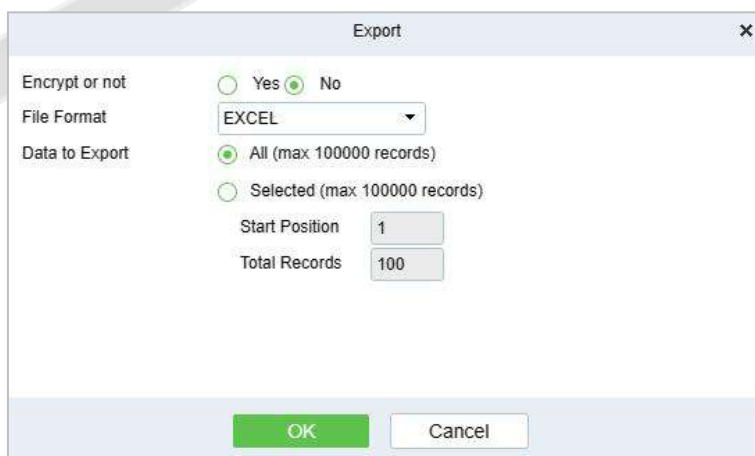 Export
Encrypt or not Yes No
File Format EXCEL
Data to Export All (max 100000 records)
Selected (max 100000 records)
Start Position 1
Total Records 100
OK Cancel